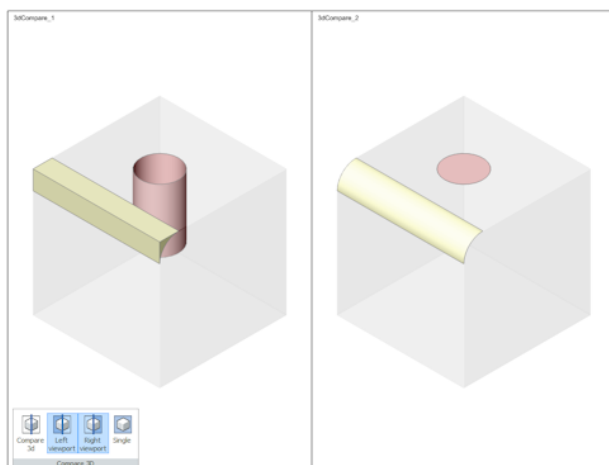 3dCompare_1
3dCompare_2
Compare
3d
Left
viewport
Right
viewport
Single
Compare 3D